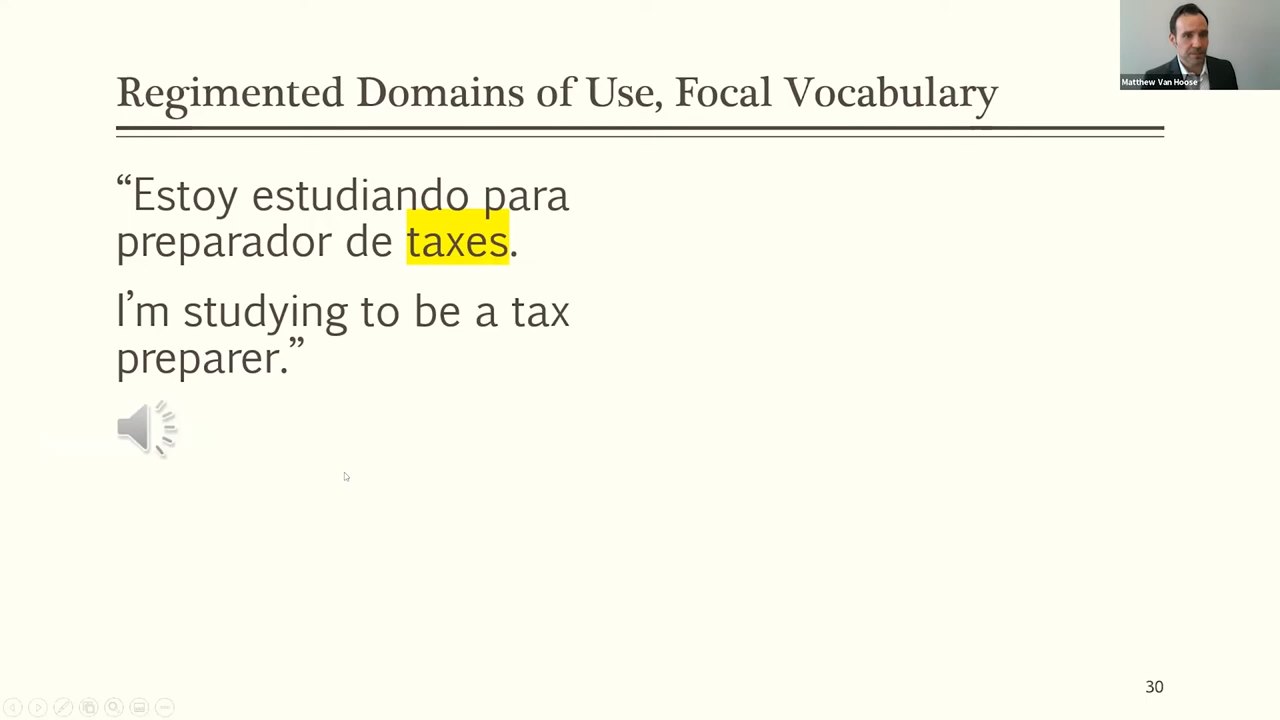 Matthew Van Hoose
Regimented Domains of Use, Focal Vocabulary
“Estoy estudiando para
preparador de taxes.
I’m studying to be a tax
preparer.”
30